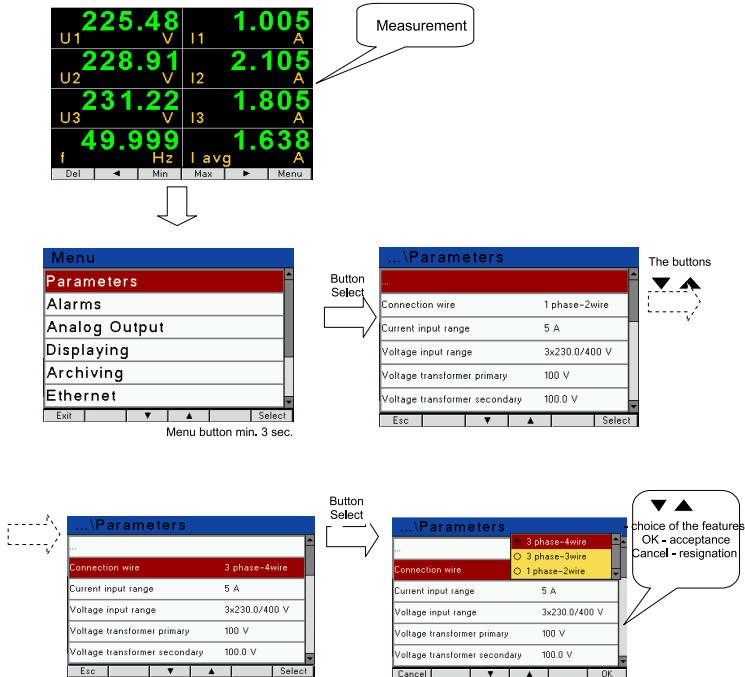 225.48 1.005
U1 V I1 A
228.91 2.105
U2 V I2 A
231.22 1.805
U3 V I3 A
49.999 1.638
f Hz I avg A
Del ◄ Min Max ► Menu
Measurement
Menu
Parameters
Alarms
Analog Output
Displaying
Archiving
Ethernet
Exit ▼ ▲ Select
Menu button min. 3 sec.
Button
Select
...\Parameters
...
Connection wire 1 phase-2wire
Current input range 5 A
Voltage input range 3x230.0/400 V
Voltage transformer primary 100 V
Voltage transformer secondary 100.0 V
Esc ▼ ▲ Select
The buttons
▼ ▲
...\Parameters
...
Connection wire 3 phase-4wire
Current input range 5 A
Voltage input range 3x230.0/400 V
Voltage transformer primary 100 V
Voltage transformer secondary 100.0 V
Esc ▼ ▲ Select
Button
Select
...\Parameters
3 phase-4wire
... 3 phase-3wire
Connection wire 1 phase-2wire
Current input range 5 A
Voltage input range 3x230.0/400 V
Voltage transformer primary 100 V
Voltage transformer secondary 100.0 V
Cancel ▼ ▲ OK
▼ ▲
- choice of the features
OK - acceptance
Cancel - resignation